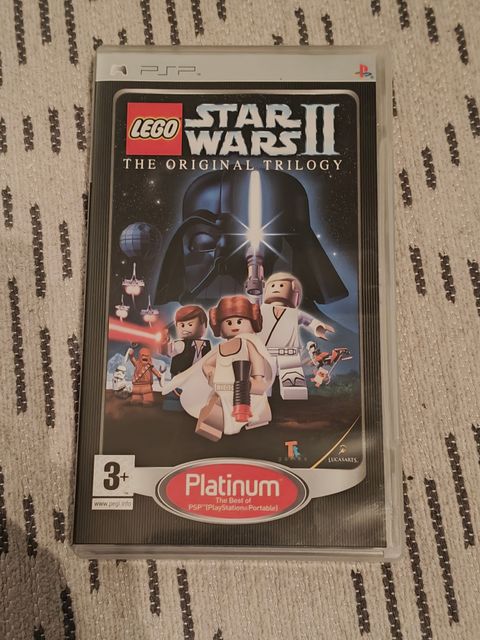 PSP
LEGO
STAR
WARS II
THE ORIGINAL TRILOGY
LUCASARTS
3+
www.pegi.info
Platinum
The Best of
PSP™(PlayStation®Portable)